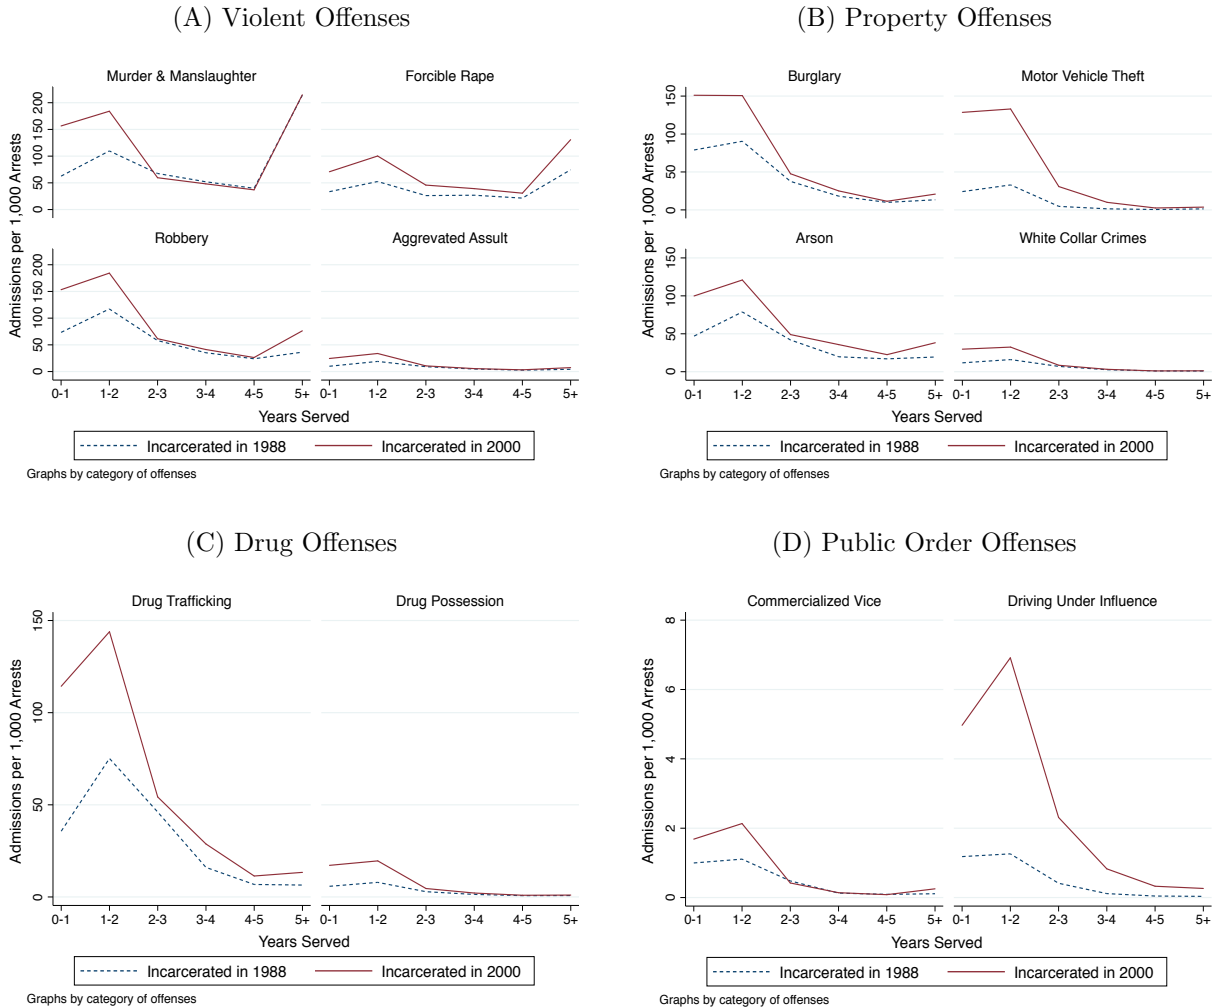 (A) Violent Offenses
Murder & Manslaughter
Forcible Rape
Admissions per 1,000 Arrests
0 50 100 150 200
Robbery
Aggrevated Assult
0 50 100 150 200
0-1 1-2 2-3 3-4 4-5 5+
0-1 1-2 2-3 3-4 4-5 5+
Years Served
Incarcerated in 1988
Incarcerated in 2000
Graphs by category of offenses
(B) Property Offenses
Burglary
Motor Vehicle Theft
Admissions per 1,000 Arrests
0 50 100 150
Arson
White Collar Crimes
0 50 100 150
0-1 1-2 2-3 3-4 4-5 5+
0-1 1-2 2-3 3-4 4-5 5+
Years Served
Incarcerated in 1988
Incarcerated in 2000
Graphs by category of offenses
(C) Drug Offenses
Drug Trafficking
Drug Possession
Admissions per 1,000 Arrests
0 50 100 150
0-1 1-2 2-3 3-4 4-5 5+
0-1 1-2 2-3 3-4 4-5 5+
Years Served
Incarcerated in 1988
Incarcerated in 2000
Graphs by category of offenses
(D) Public Order Offenses
Commercialized Vice
Driving Under Influence
Admissions per 1,000 Arrests
0 2 4 6 8
0-1 1-2 2-3 3-4 4-5 5+
0-1 1-2 2-3 3-4 4-5 5+
Years Served
Incarcerated in 1988
Incarcerated in 2000
Graphs by category of offenses